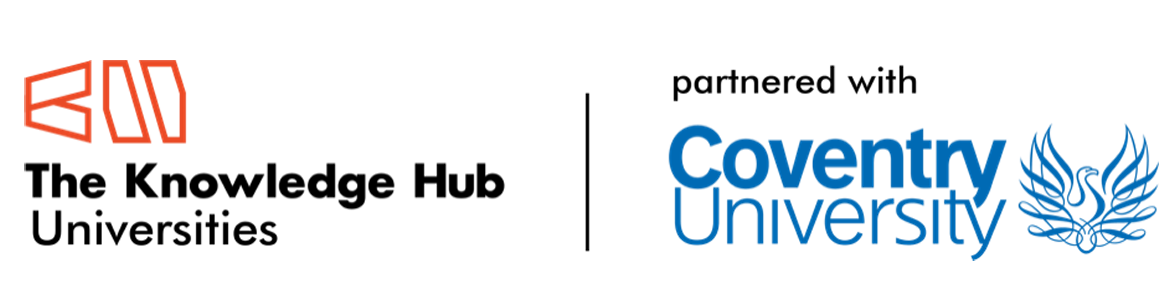 The Knowledge Hub
Universities
partnered with
Coventry
University